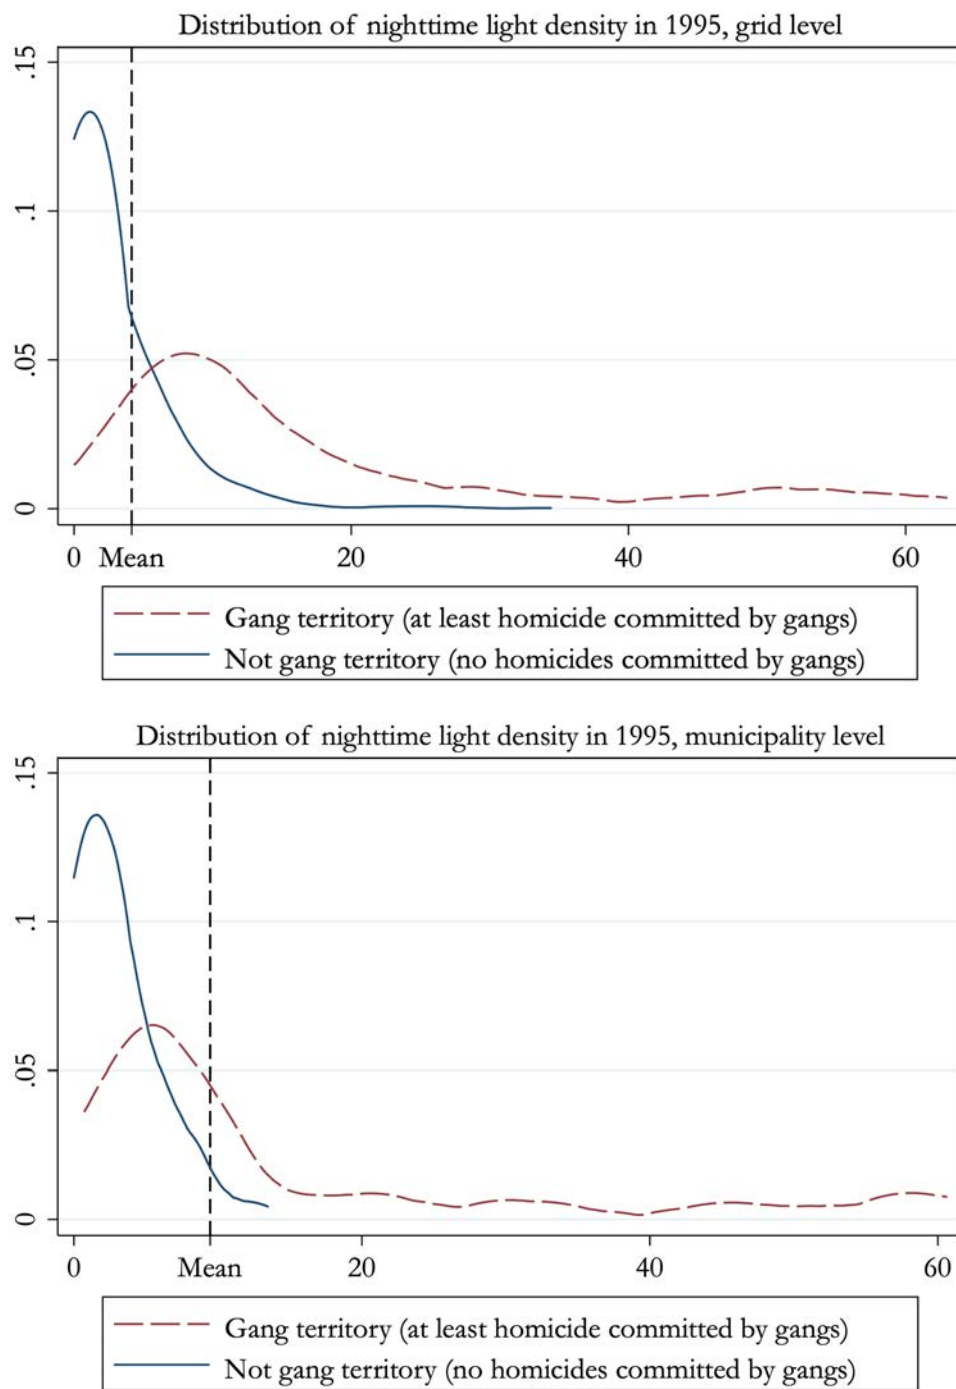 Distribution of nighttime light density in 1995, grid level
.15
.1
.05
0
0 Mean 20 40 60
Gang territory (at least homicide committed by gangs)
Not gang territory (no homicides committed by gangs)
Distribution of nighttime light density in 1995, municipality level
.15
.1
.05
0
0 Mean 20 40 60
Gang territory (at least homicide committed by gangs)
Not gang territory (no homicides committed by gangs)